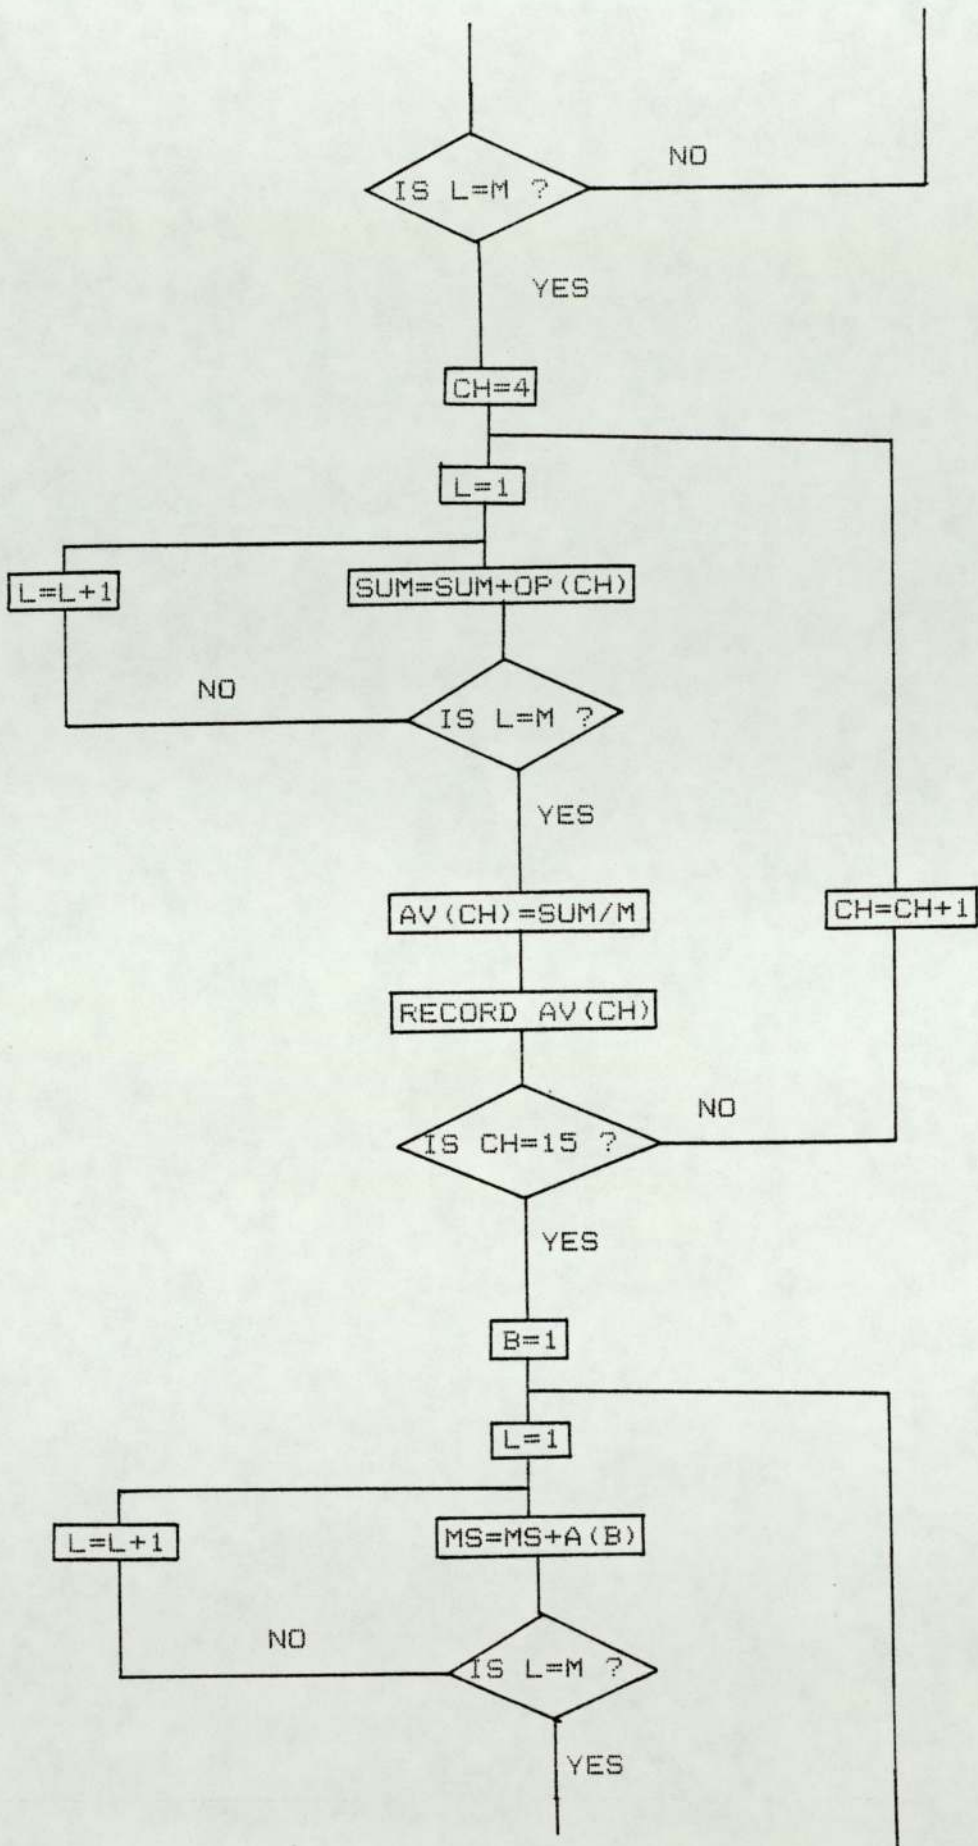 NO
IS L=M ?
YES
CH=4
L=1
L=L+1
SUM=SUM+OP(CH)
NO
IS L=M ?
YES
AV(CH)=SUM/M
CH=CH+1
RECORD AV(CH)
NO
IS CH=15 ?
YES
B=1
L=1
L=L+1
MS=MS+A(B)
NO
IS L=M ?
YES